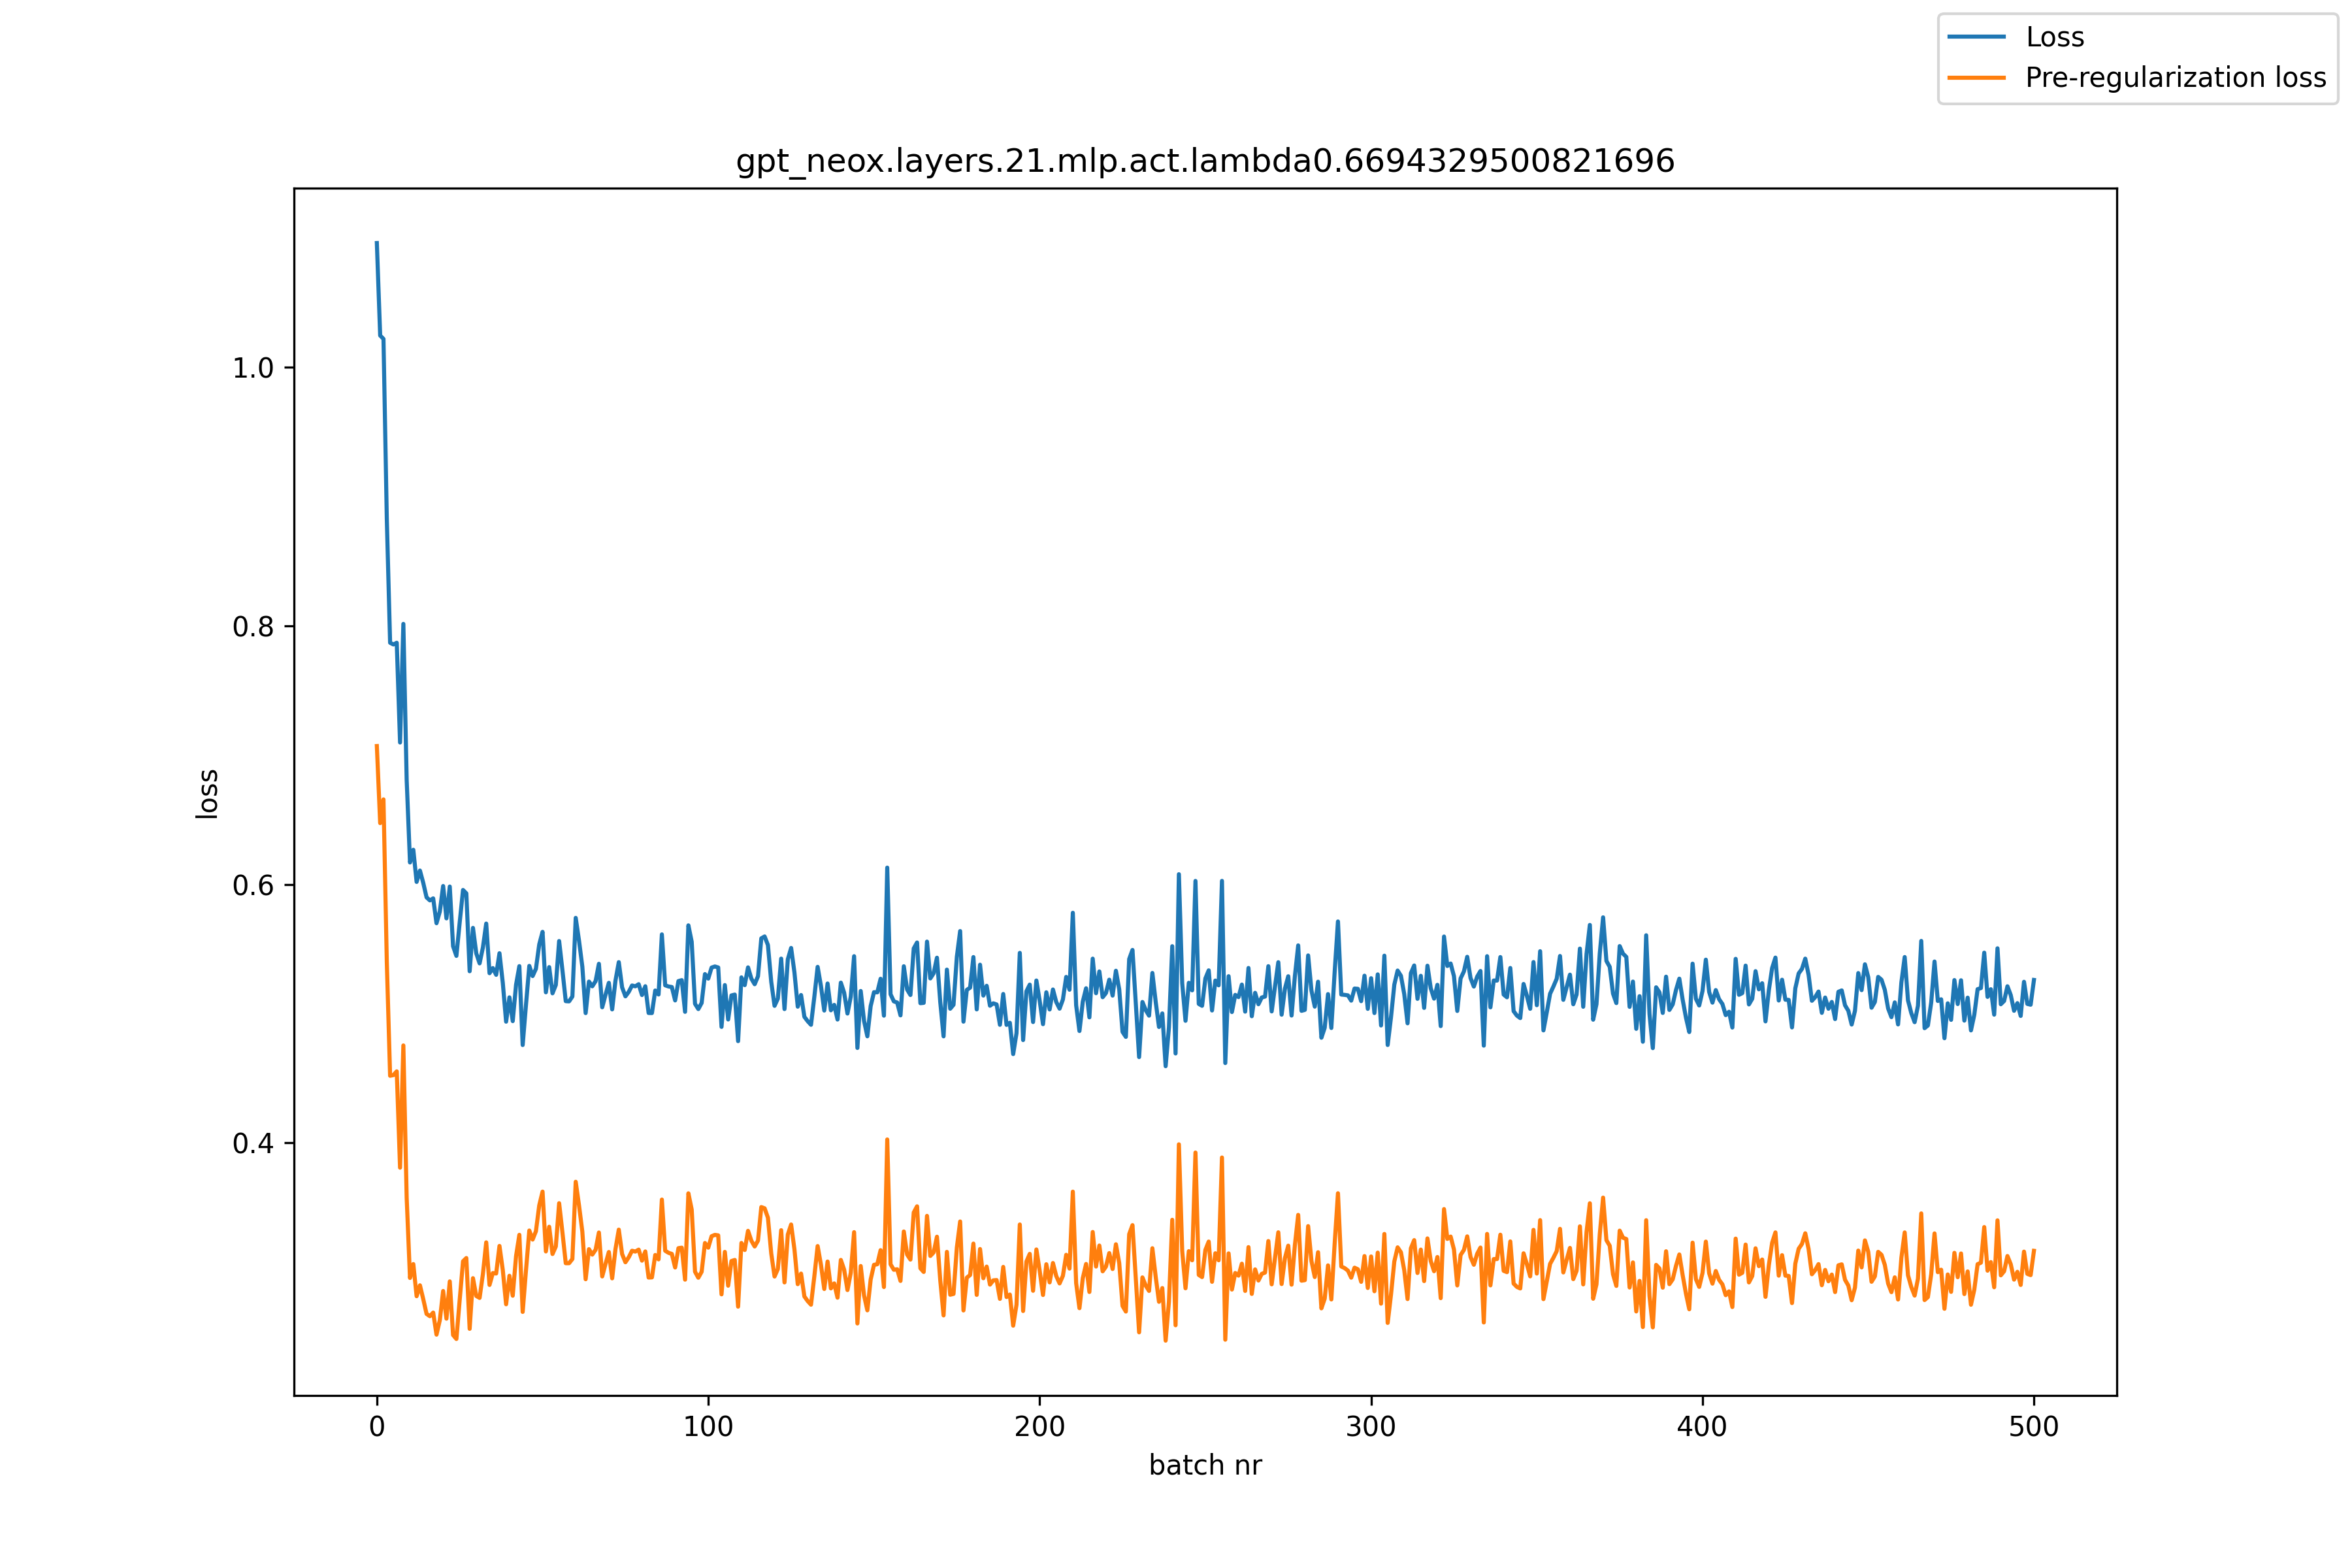 Loss
Pre-regularization loss
gpt_neox.layers.21.mlp.act.lambda0.6694329500821696
1.0
0.8
0.6
0.4
loss
0 100 200 300 400 500
batch nr